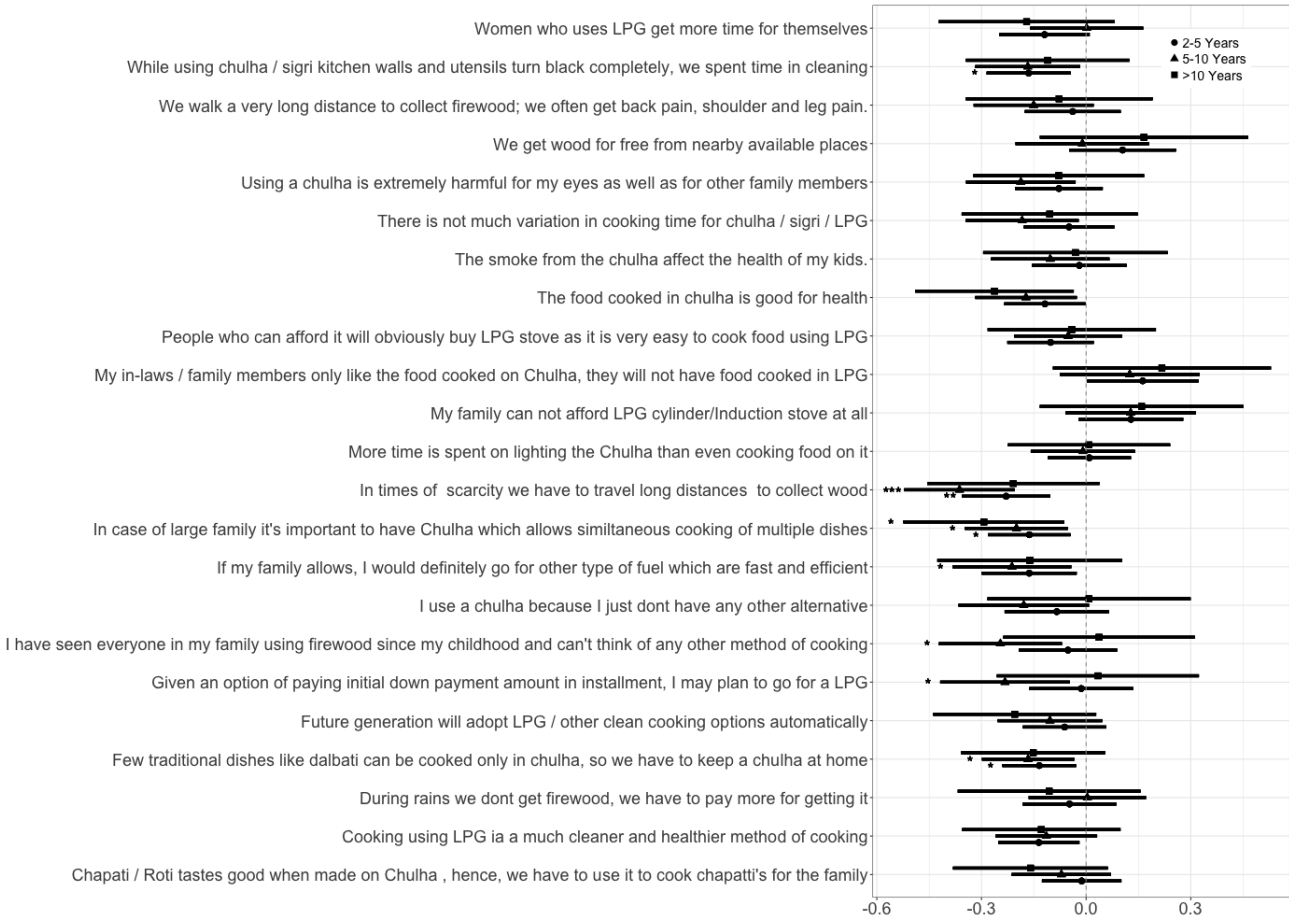 Women who uses LPG get more time for themselves
2-5 Years
5-10 Years
>10 Years
While using chulha / sigri kitchen walls and utensils turn black completely, we spent time in cleaning
*
We walk a very long distance to collect firewood; we often get back pain, shoulder and leg pain.
We get wood for free from nearby available places
Using a chulha is extremely harmful for my eyes as well as for other family members
There is not much variation in cooking time for chulha / sigri / LPG
The smoke from the chulha affect the health of my kids.
The food cooked in chulha is good for health
People who can afford it will obviously buy LPG stove as it is very easy to cook food using LPG
My in-laws / family members only like the food cooked on Chulha, they will not have food cooked in LPG
My family can not afford LPG cylinder/Induction stove at all
More time is spent on lighting the Chulha than even cooking food on it
In times of  scarcity we have to travel long distances  to collect wood
***
**
In case of large family it's important to have Chulha which allows similtaneous cooking of multiple dishes
*
*
*
If my family allows, I would definitely go for other type of fuel which are fast and efficient
*
I use a chulha because I just dont have any other alternative
I have seen everyone in my family using firewood since my childhood and can't think of any other method of cooking
*
Given an option of paying initial down payment amount in installment, I may plan to go for a LPG
*
Future generation will adopt LPG / other clean cooking options automatically
Few traditional dishes like dalbati can be cooked only in chulha, so we have to keep a chulha at home
*
*
During rains we dont get firewood, we have to pay more for getting it
Cooking using LPG ia a much cleaner and healthier method of cooking
Chapati / Roti tastes good when made on Chulha , hence, we have to use it to cook chapatti's for the family
-0.6
-0.3
0.0
0.3